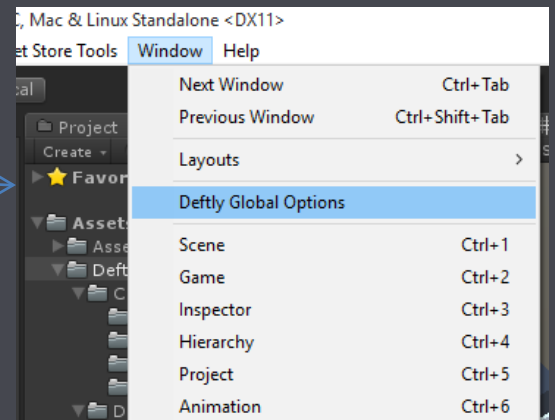 C, Mac & Linux Standalone <DX11>
et Store Tools Window Help
Next Window Ctrl+Tab
Previous Window Ctrl+Shift+Tab
Project
Create
Layouts
Favor
Deftly Global Options
Assets
Asse
Scene Ctrl+1
Deft
Game Ctrl+2
C
Inspector Ctrl+3
Hierarchy Ctrl+4
Project Ctrl+5
D
Animation Ctrl+6